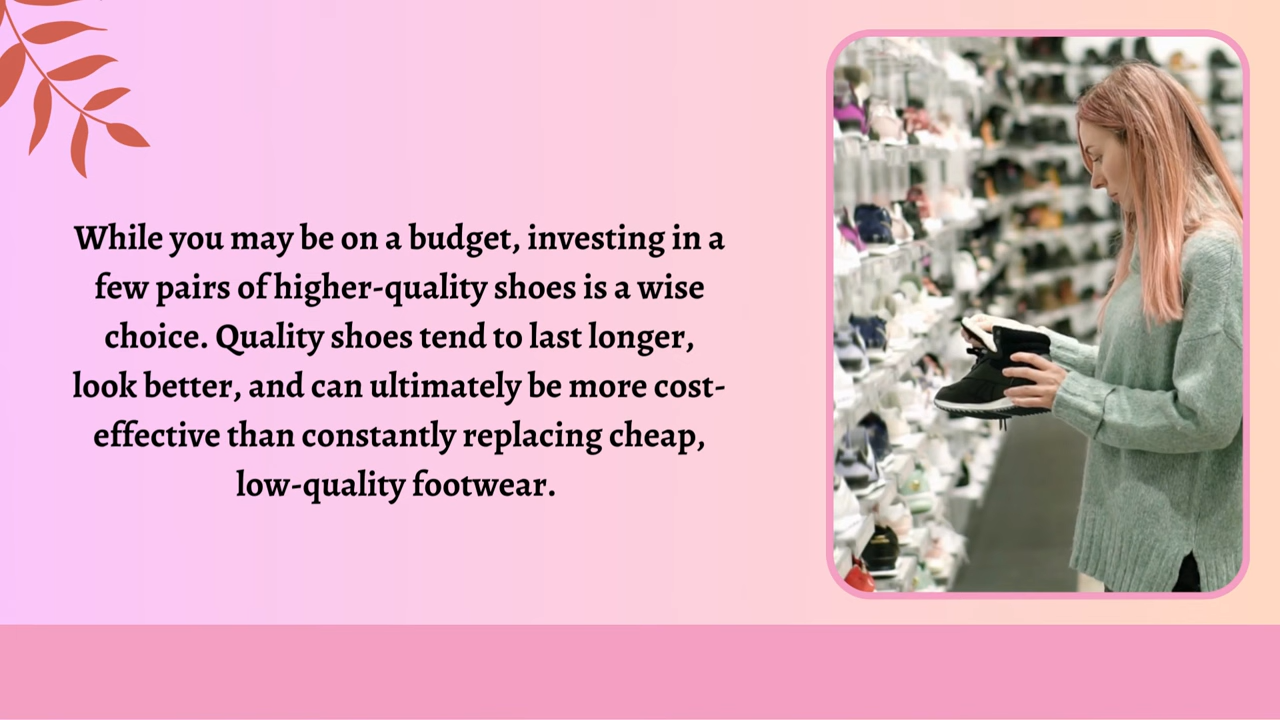 While you may be on a budget, investing in a
few pairs of higher-quality shoes is a wise
choice. Quality shoes tend to last longer,
look better, and can ultimately be more cost-
effective than constantly replacing cheap,
low-quality footwear.